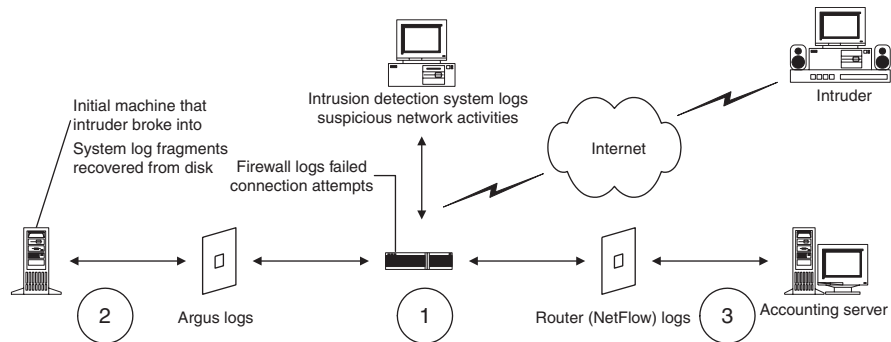 Intrusion detection system logs
suspicious network activities
Intruder
Initial machine that
intruder broke into
System log fragments
recovered from disk
Firewall logs failed
connection attempts
Internet
2
Argus logs
1
Router (NetFlow) logs
3
Accounting server